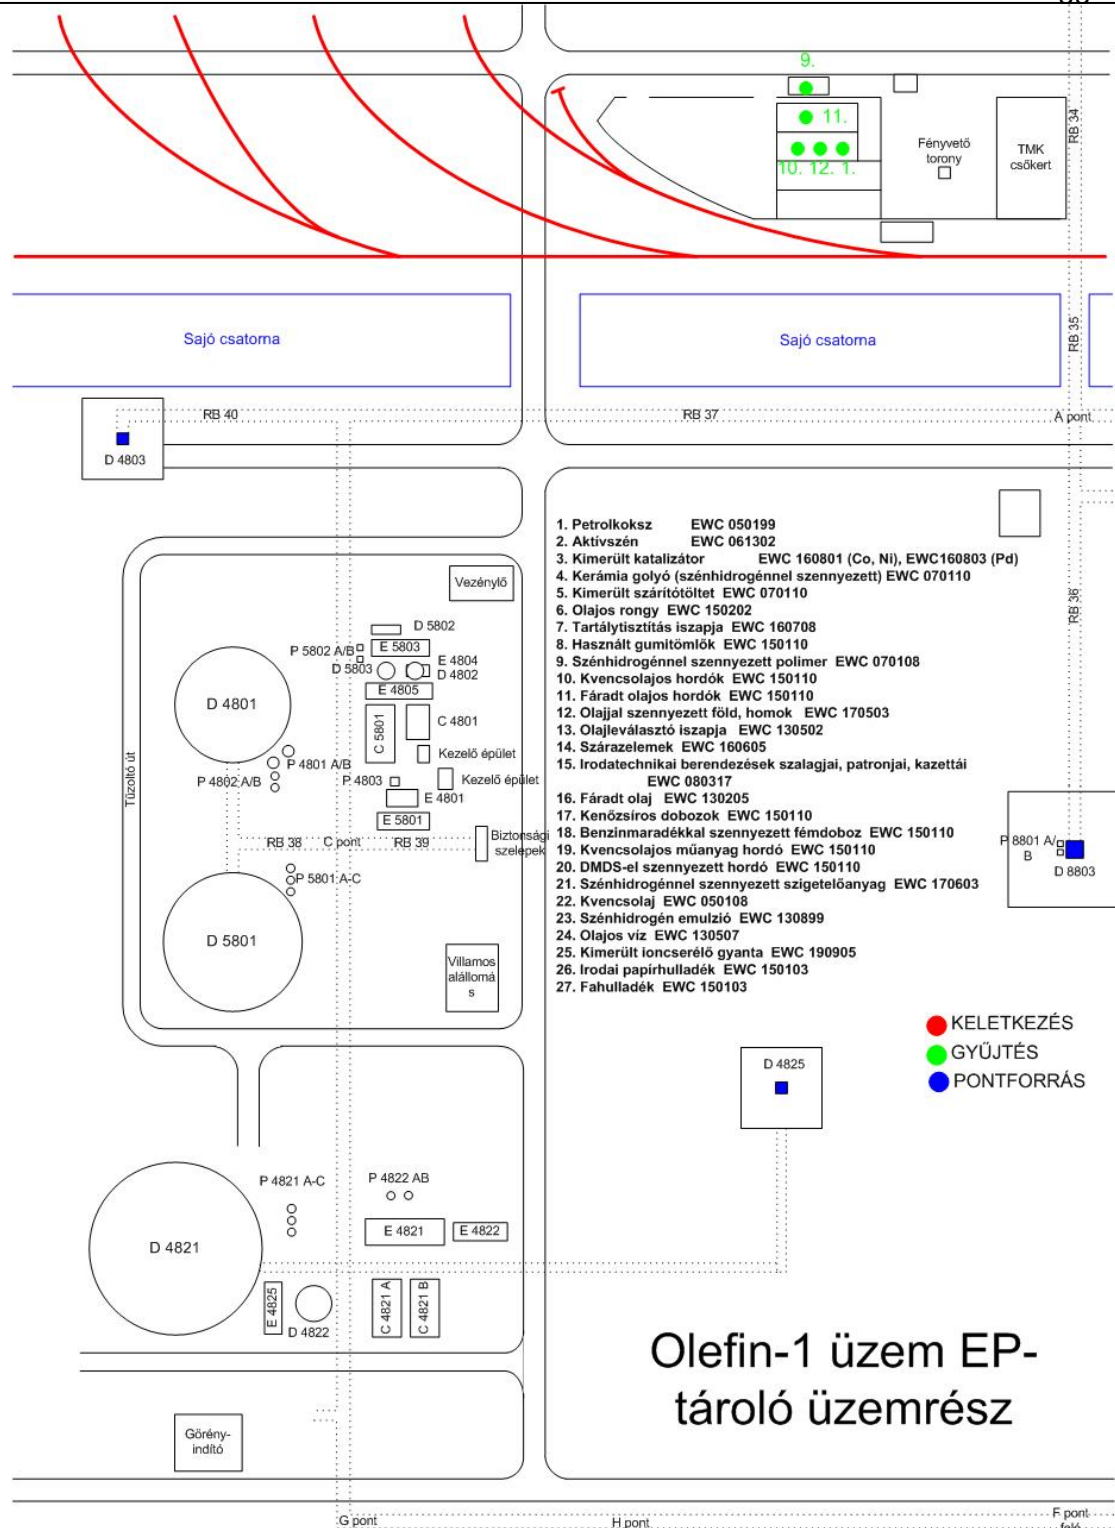 9.
11.
10. 12. 1.
Fényvető
torony
TMK
csőkert
RB 34
Sajó csatorna
Sajó csatorna
RB 35
RB 40
RB 37
A pont
D 4803
1. Petrolkoksz EWC 050199
2. Aktívszén EWC 061302
3. Kimerült katalizátor EWC 160801 (Co, Ni), EWC160803 (Pd)
4. Kerámia golyó (szénhidrogénnel szennyezett) EWC 070110
5. Kimerült szárítótöltet EWC 070110
6. Olajos rongy EWC 150202
7. Tartálytisztítás iszapja EWC 160708
8. Használt gumitömlők EWC 150110
9. Szénhidrogénnel szennyezett polimer EWC 070108
10. Kvencsolajos hordók EWC 150110
11. Fáradt olajos hordók EWC 150110
12. Olajjal szennyezett föld, homok EWC 170503
13. Olajleválasztó iszapja EWC 130502
14. Szárazelemek EWC 160605
15. Irodatechnikai berendezések szalagjai, patronjai, kazettái
EWC 080317
16. Fáradt olaj EWC 130205
17. Kenőzsíros dobozok EWC 150110
18. Benzinmaradékkal szennyezett fémdoboz EWC 150110
19. Kvencsolajos műanyag hordó EWC 150110
20. DMDS-el szennyezett hordó EWC 150110
21. Szénhidrogénnel szennyezett szigetelőanyag EWC 170603
22. Kvencsolaj EWC 050108
23. Szénhidrogén emulzió EWC 130899
24. Olajos víz EWC 130507
25. Kimerült ioncserélő gyanta EWC 190905
26. Irodai papírhulladék EWC 150103
27. Fahulladék EWC 150103
RB 36
Vezénylő
D 5802
P 5802 A/B
E 5803
D 5803
E 4804
D 4802
E 4805
D 4801
C 5801
C 4801
Kezelő épület
P 4801 A/B
P 4802 A/B
P 4803
Kezelő épület
E 4801
E 5801
Tűzoltó út
RB 38
C pont
RB 39
Biztonsági
szelepek
P 8801 A/
B
D 8803
P 5801 A-C
D 5801
Villamos
alállomá
s
KELETKEZÉS
GYŰJTÉS
PONTFORRÁS
D 4825
P 4821 A-C
P 4822 AB
D 4821
E 4821
E 4822
E 4825
D 4822
C 4821 A
C 4821 B
Olefin-1 üzem EP-
tároló üzemrész
Görény-
indító
G pont
H pont
F pont